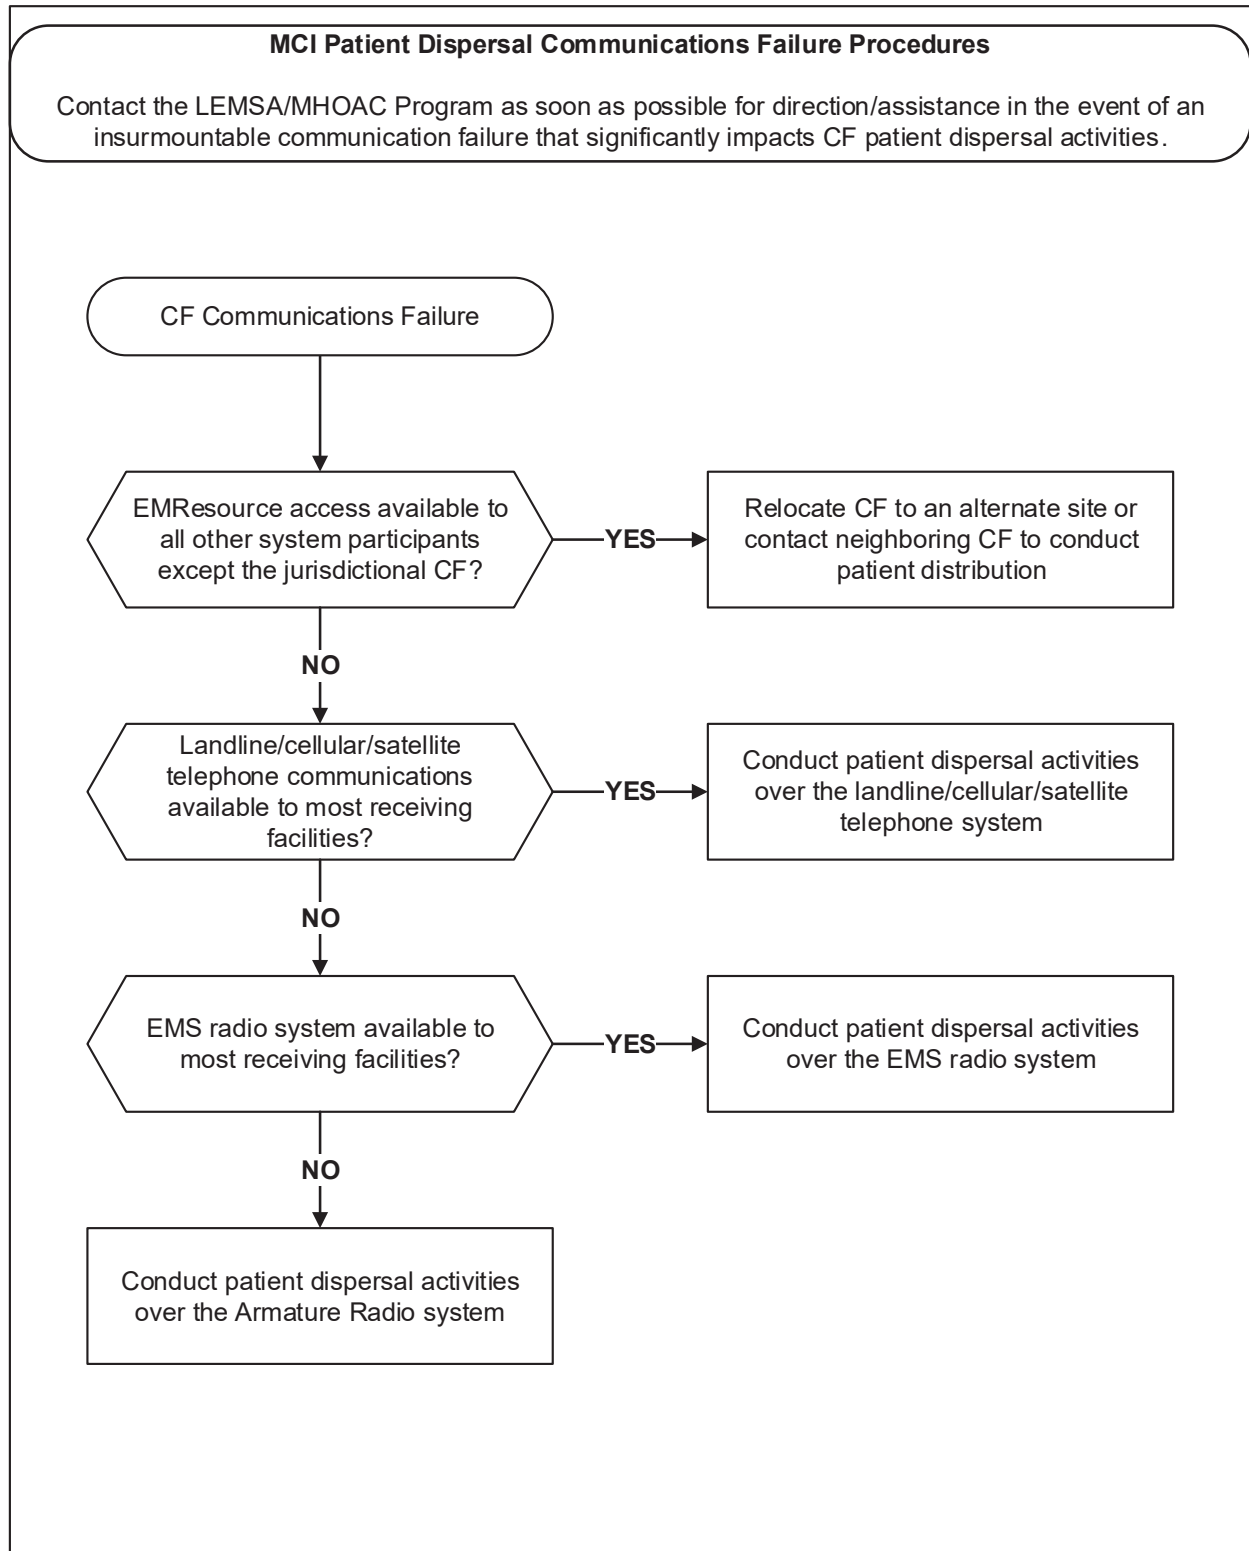 MCI Patient Dispersal Communications Failure Procedures
Contact the LEMSA/MHOAC Program as soon as possible for direction/assistance in the event of an
insurmountable communication failure that significantly impacts CF patient dispersal activities.
CF Communications Failure
EMResource access available to
all other system participants
except the jurisdictional CF?
YES
Relocate CF to an alternate site or
contact neighboring CF to conduct
patient distribution
NO
Landline/cellular/satellite
telephone communications
available to most receiving
facilities?
YES
Conduct patient dispersal activities
over the landline/cellular/satellite
telephone system
NO
EMS radio system available to
most receiving facilities?
YES
Conduct patient dispersal activities
over the EMS radio system
NO
Conduct patient dispersal activities
over the Armature Radio system